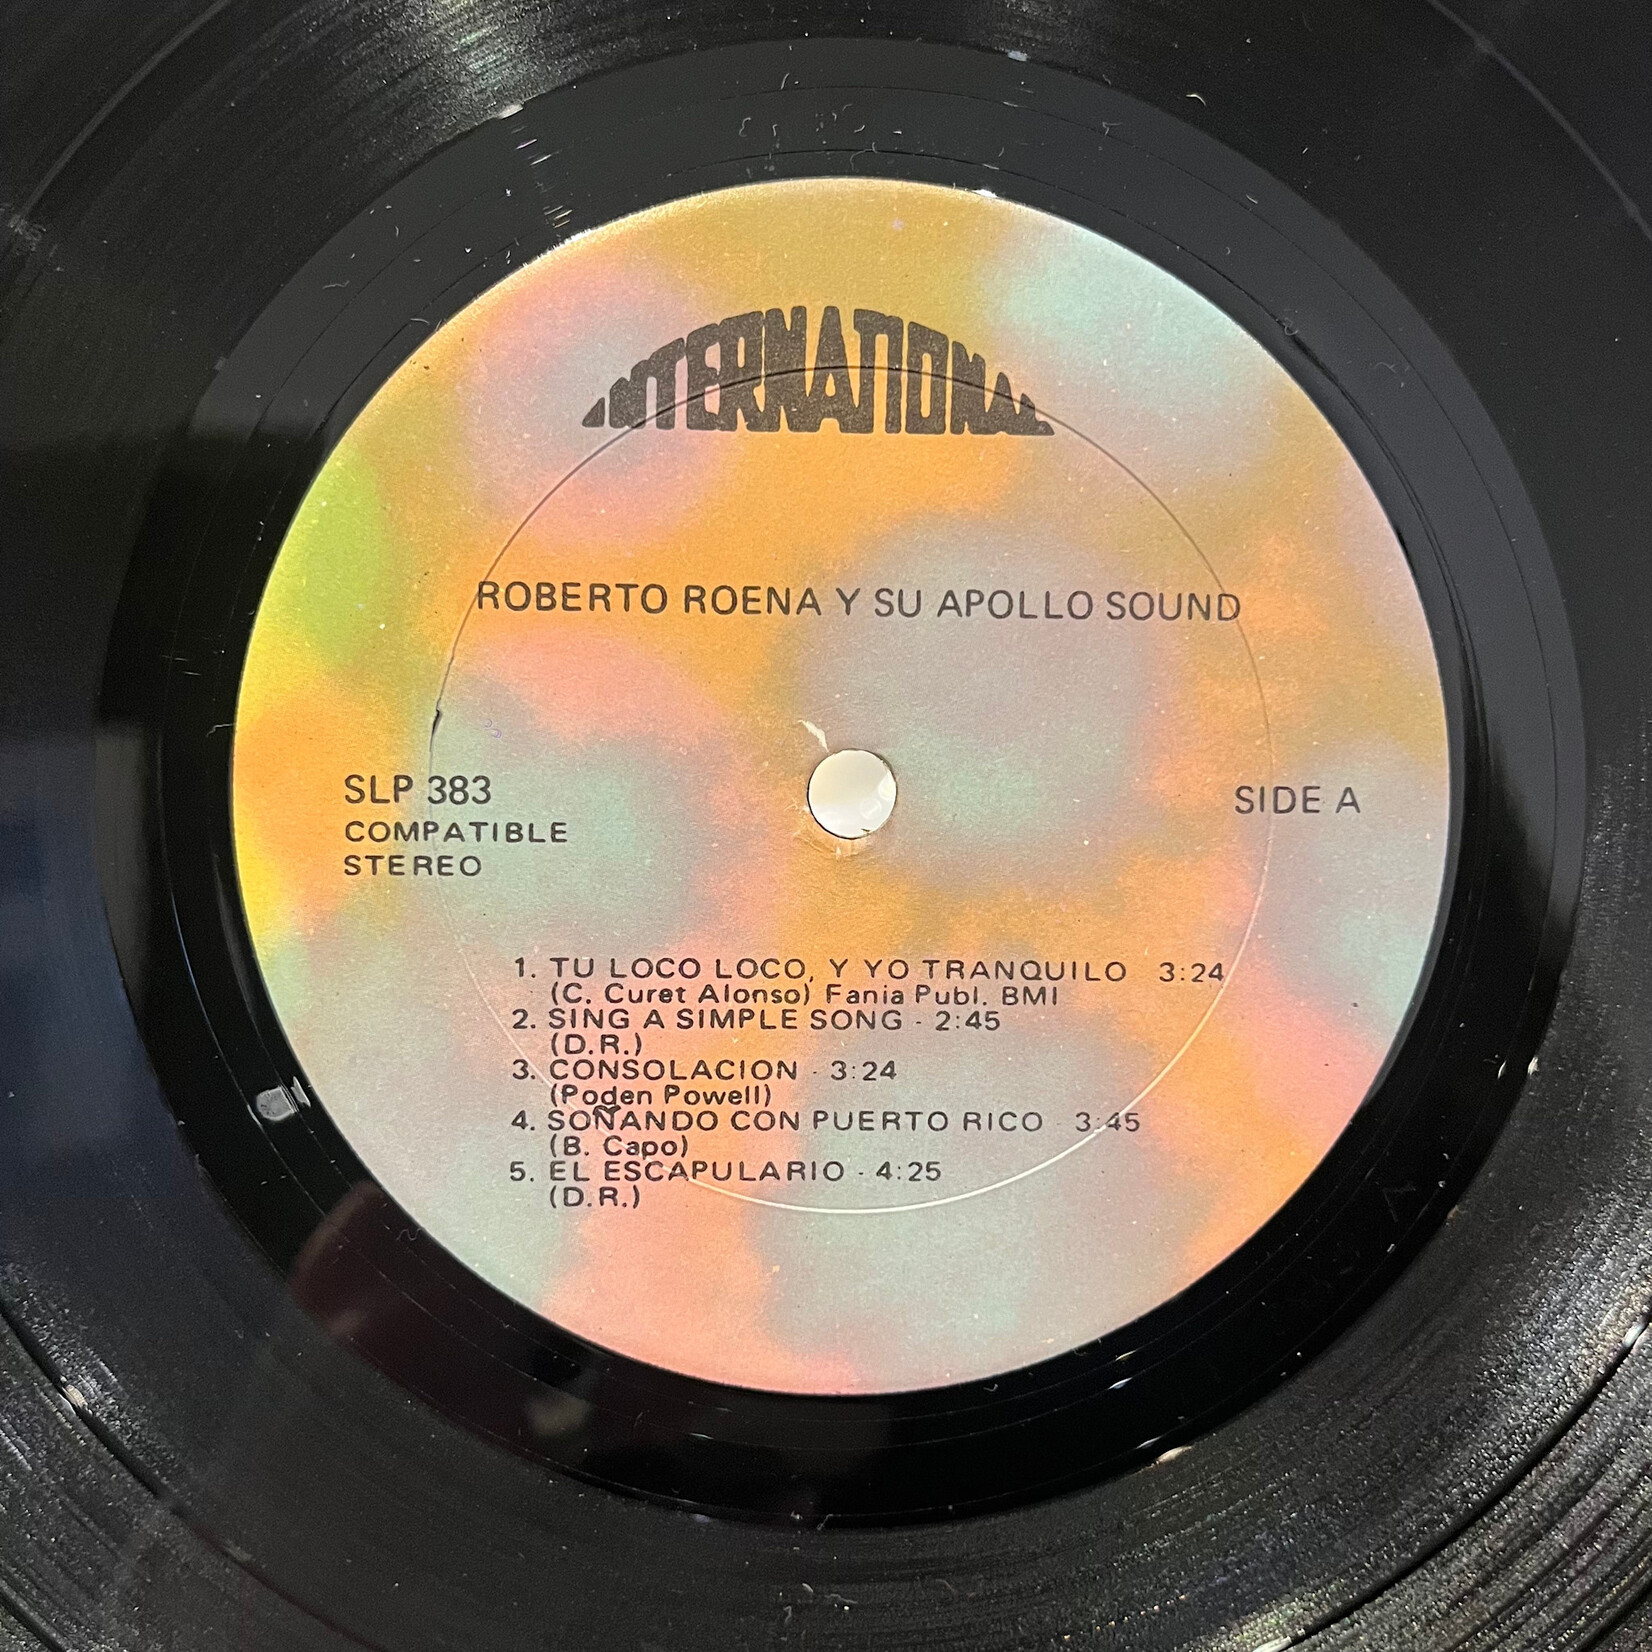 INTERNATIONAL
ROBERTO ROENA Y SU APOLLO SOUND
SLP 383
COMPATIBLE
STEREO
SIDE A
1. TU LOCO LOCO, Y YO TRANQUILO 3:24
(C. Curet Alonso) Fania Publ. BMI
2. SING A SIMPLE SONG - 2:45
(D.R.)
3. CONSOLACION - 3:24
(Poden Powell)
4. SOÑANDO CON PUERTO RICO - 3:45
(B. Capo)
5. EL ESCAPULARIO - 4:25
(D.R.)